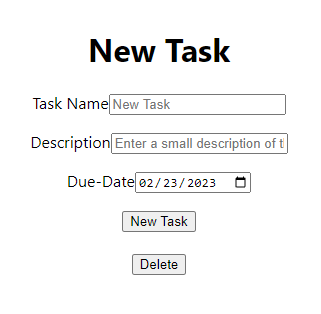 New Task
Task Name New Task
Description Enter a small description of t
Due-Date 02/23/2023
New Task
Delete